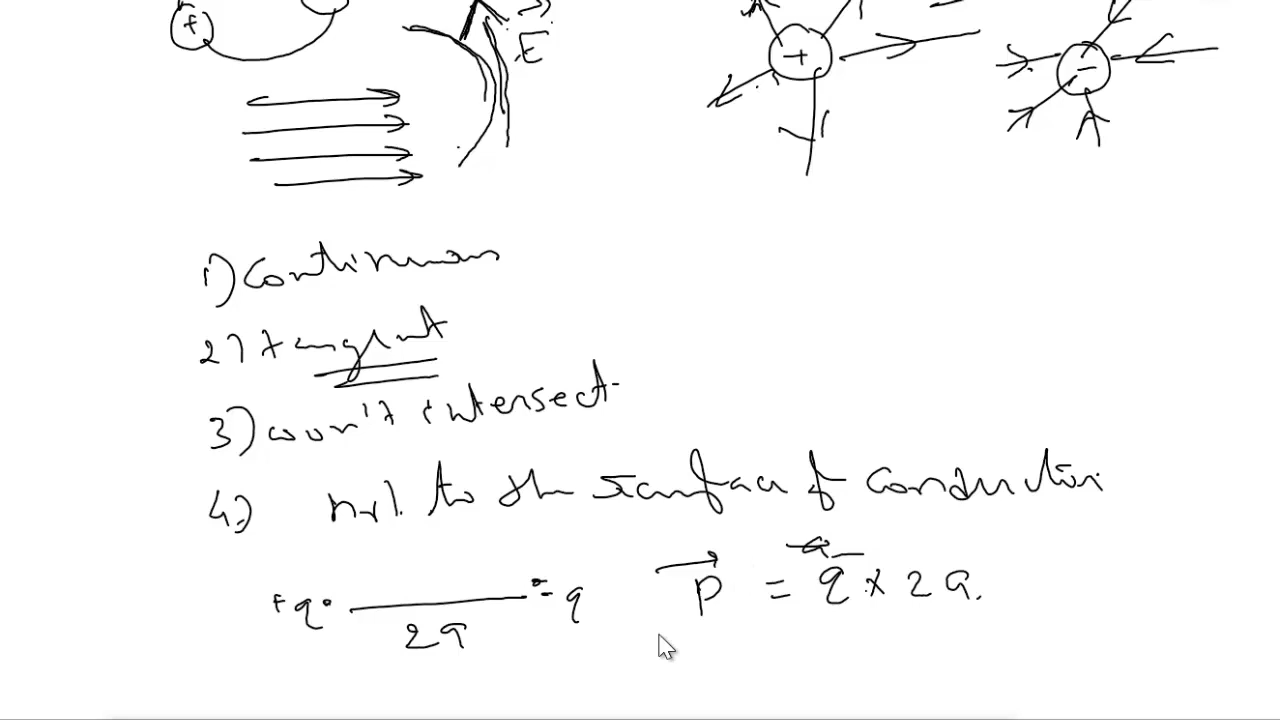 +
E
+
-
1) Continuous
2) tangent
3) won't intersect
4) nrl. to the surface of conductor
+q 2a -q p = q x 2a.